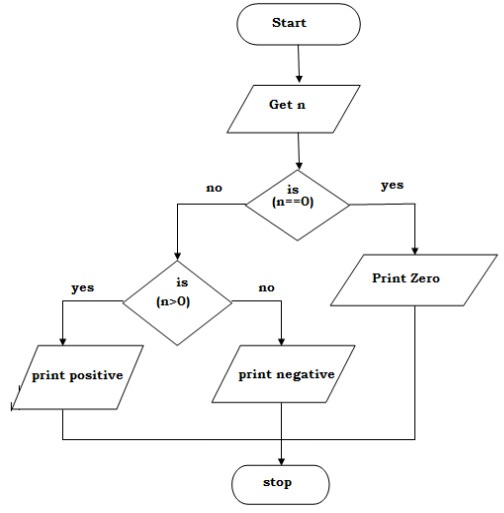 Start
Get n
is
(n==0)
no
yes
is
(n>0)
yes
no
Print Zero
print positive
print negative
stop